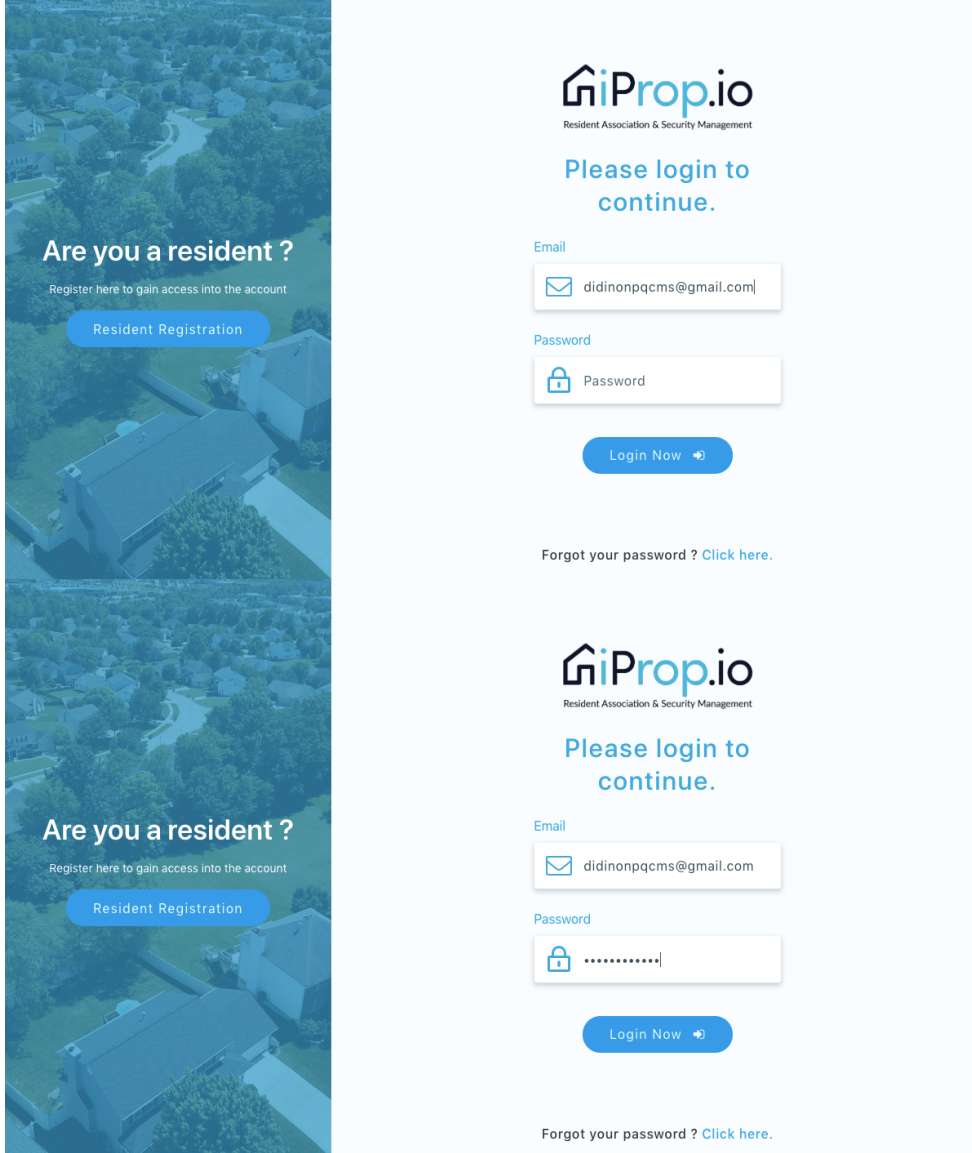 Are you a resident ?
Register here to gain access into the account
Resident Registration
iProp.io
Resident Association & Security Management
Please login to
continue.
Email
didinonpqcms@gmail.com
Password
Password
Login Now
Forgot your password ? Click here.
Are you a resident ?
Register here to gain access into the account
Resident Registration
iProp.io
Resident Association & Security Management
Please login to
continue.
Email
didinonpqcms@gmail.com
Password
••••••••••••
Login Now
Forgot your password ? Click here.